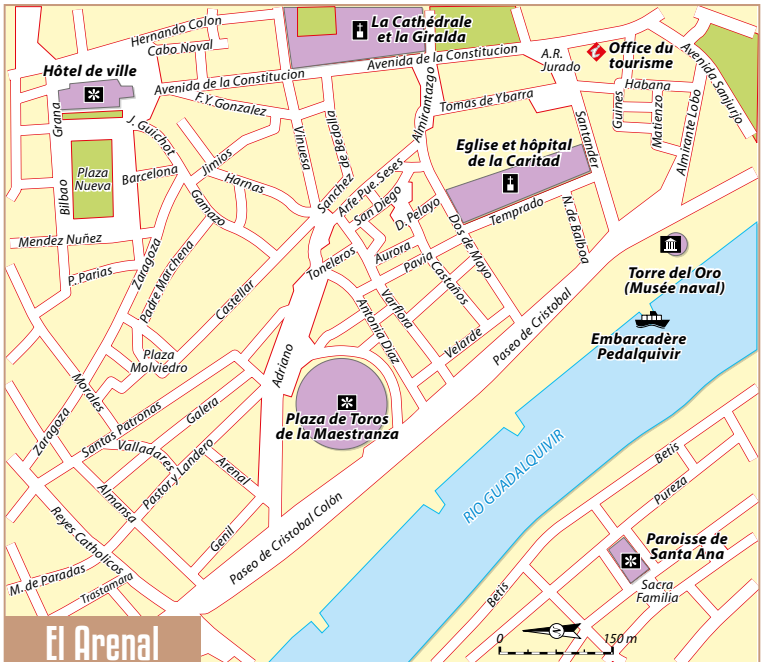 Hernando Colon
Cabo Noval
La Cathédrale
et la Giralda
Avenida de la Constitucion
A.R.
Jurado
Office du
tourisme
Avenida Sanjurjo
Hôtel de ville
Avenida de la Constitucion
F.Y. Gonzalez
Grana
J. Guichot
Almirantazgo
Tomas de Ybarra
Habana
Guines
Matienzo
Almirante Lobo
Santander
Vinuesa
Sanchez
de Bedolla
Eglise et hôpital
de la Caritad
Plaza
Nueva
Bilbao
Barcelona
Jimios
Harnas
Gamazo
Arfe.Pue.Seses
San Diego
D. Pelayo
Dos de Mayo
Temprado
N. de Balboa
Mendez Nuñez
P. Parias
Zaragoza
Padre Marchena
Castellar
Toneleros
Aurora
Pavia
Castaños
Varflora
Antonia Diaz
Velarde
Paseo de Cristobal
Torre del Oro
(Musée naval)
Embarcadère
Pedalquivir
Plaza
Molviedro
Adriano
Plaza de Toros
de la Maestranza
Morales
Zaragoza
Santas Patronas
Galera
Valladares
Pastor y Landero
Arenal
Almansa
Genil
Reyes Catholicos
M. de Paradas
Trastamara
Paseo de Cristobal Colón
RIO GUADALQUIVIR
Betis
Pureza
Paroisse de
Santa Ana
Sacra
Familia
Betis
0 150 m
El Arenal